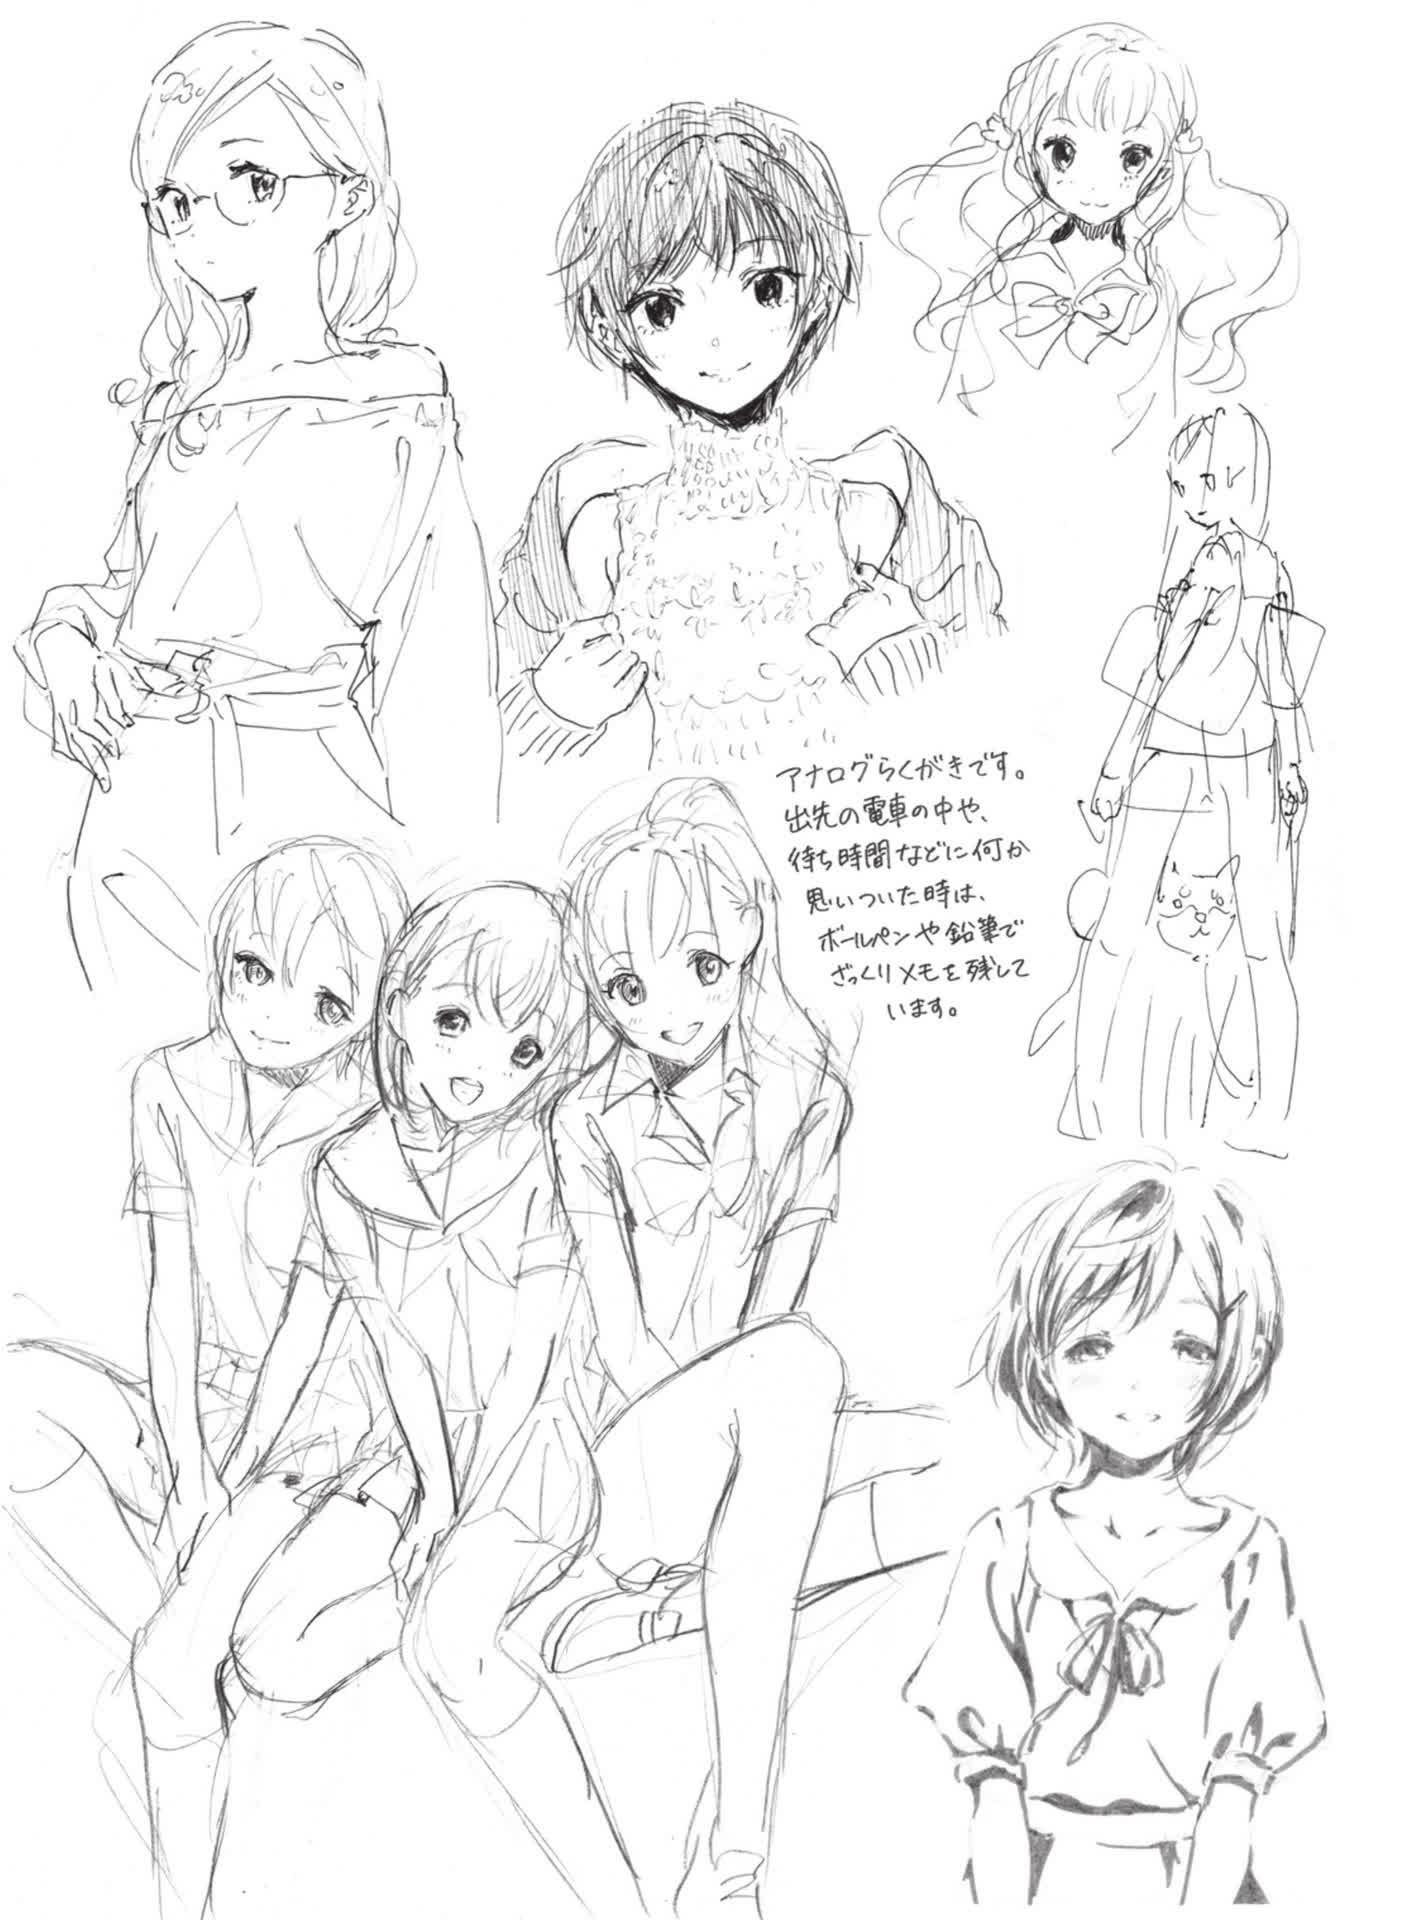 アナログらくがきです。
出先の電車の中や、
待ち時間などに何か
思いついた時は、
ボールペンや鉛筆で
ざっくりメモを残して
います。